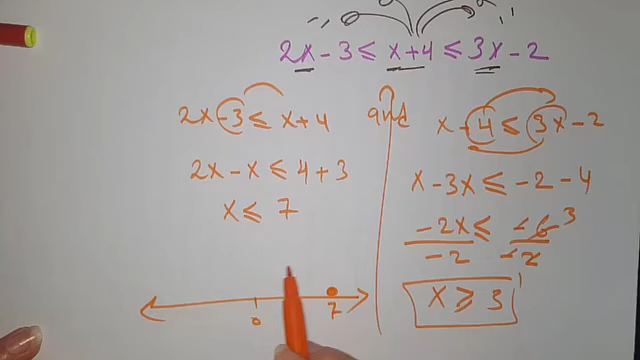 2x - 3 ≤ x + 4 ≤ 3x - 2
2x - 3 ≤ x + 4
and
x - 4 ≤ 3x - 2
2x - x ≤ 4 + 3
x - 3x ≤ -2 - 4
x ≤ 7
-2x ≤ -6 3
-2 -2
x ≥ 3
0 7